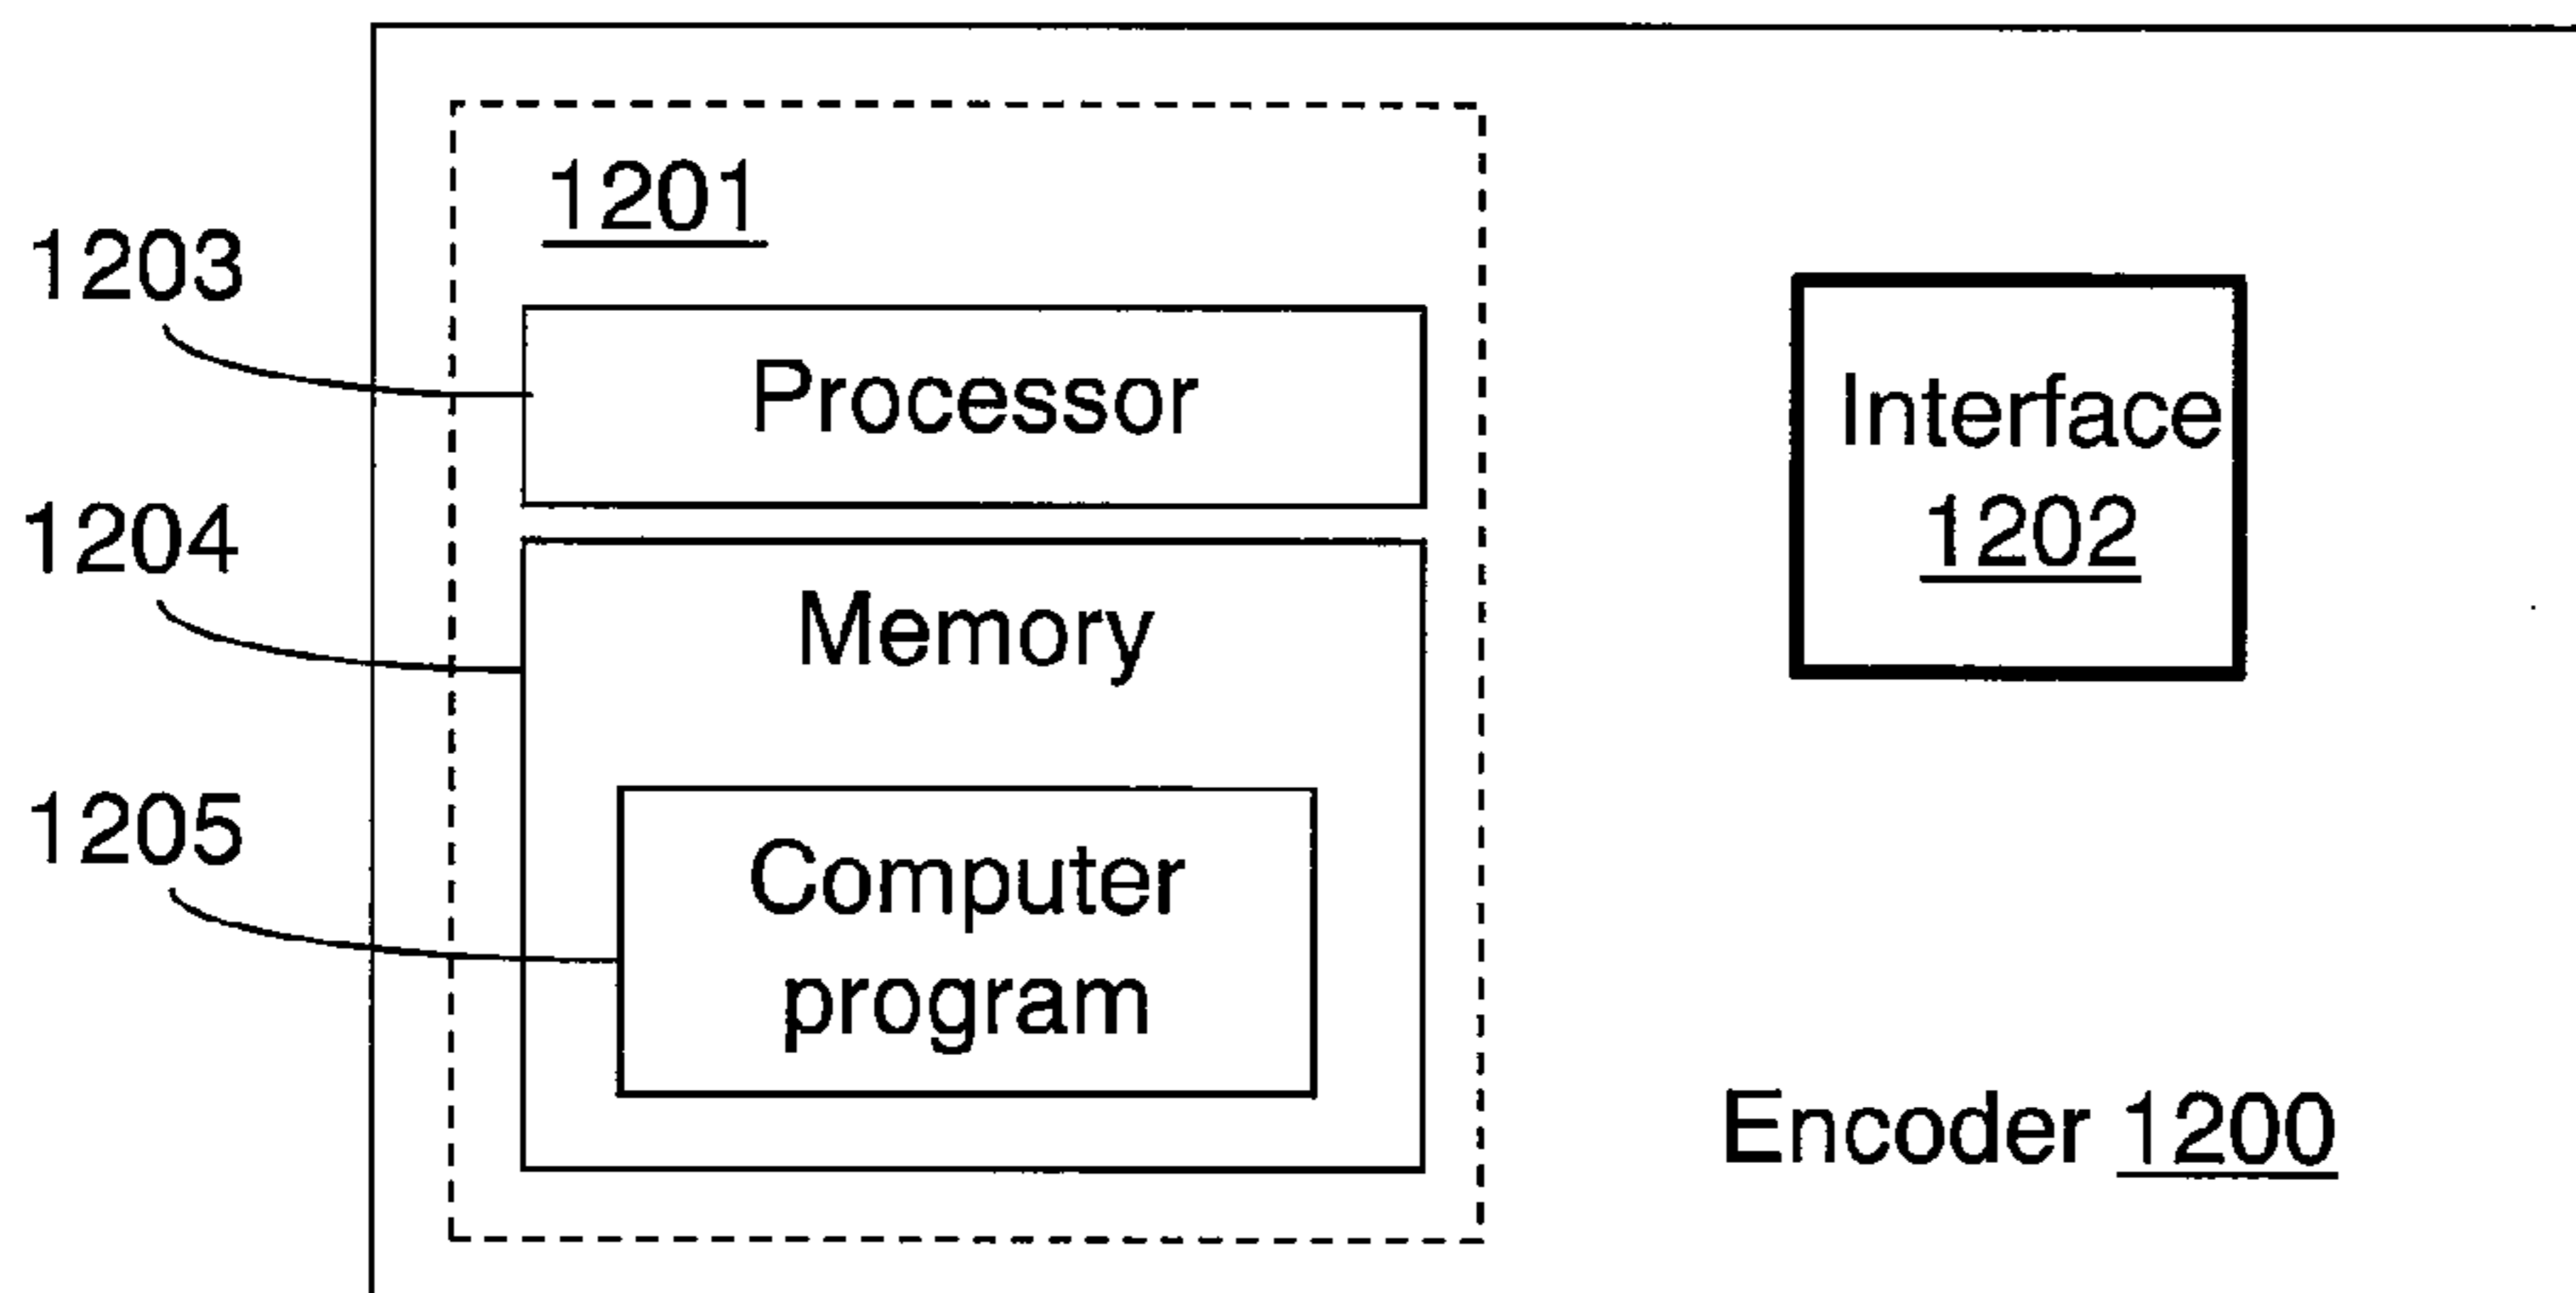 1201
1203
Processor
Interface
1202
1204
Memory
1205
Computer
program
Encoder 1200